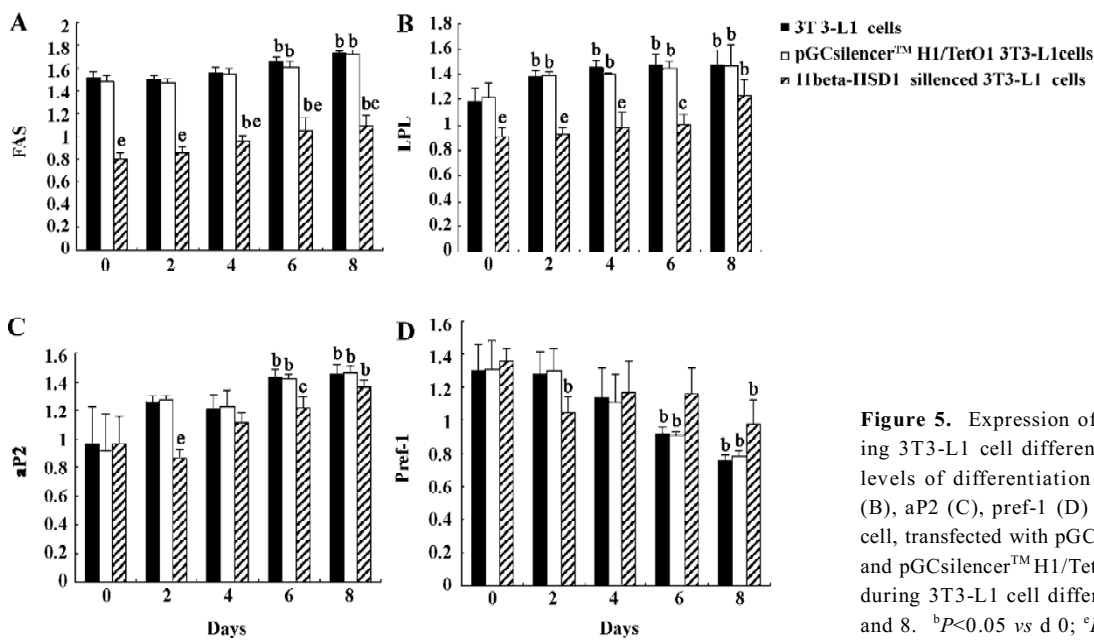 A
FAS
2
1.8
1.6
1.4
1.2
1
0.8
0.6
0.4
0.2
0
e
e
be
b b
be
b b
be
0 2 4 6 8
B
LPL
1.8
1.6
1.4
1.2
1
0.8
0.6
0.4
0.2
0
e
b b
e
b b
e
b b
c
b b
b
0 2 4 6 8
3T 3-L1 cells
pGCsilencer™ H1/TetO1 3T3-L1cells
11beta-IISD1 sillenced 3T3-L1 cells
C
aP2
1.6
1.4
1.2
1
0.8
0.6
0.4
0.2
0
e
b b
c
b b
b
0 2 4 6 8
Days
D
Pref-1
1.6
1.4
1.2
1
0.8
0.6
0.4
0.2
0
b
b b
b b
b
0 2 4 6 8
Days
Figure 5. Expression of
ing 3T3-L1 cell differen
levels of differentiation
(B), aP2 (C), pref-1 (D)
cell, transfected with pGC
and pGCsilencer™H1/Tet
during 3T3-L1 cell differ
and 8. ᵇP<0.05 vs d 0; ᵉP